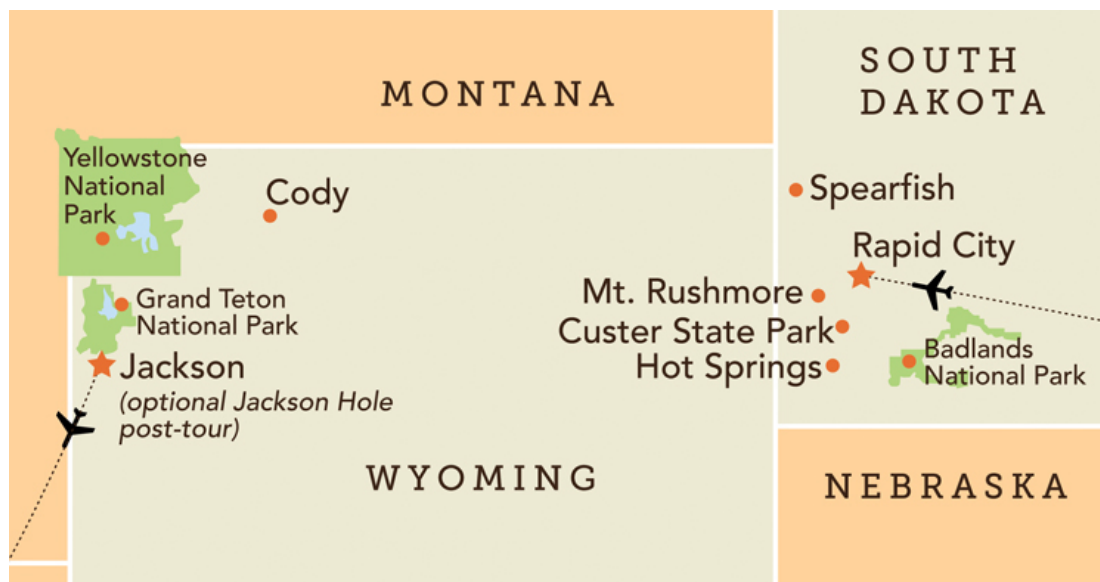 MONTANA
SOUTH
DAKOTA
Yellowstone
National
Park
Cody
Spearfish
Rapid City
Grand Teton
National Park
Mt. Rushmore
Custer State Park
Hot Springs
Badlands
National Park
Jackson
(optional Jackson Hole
post-tour)
WYOMING
NEBRASKA